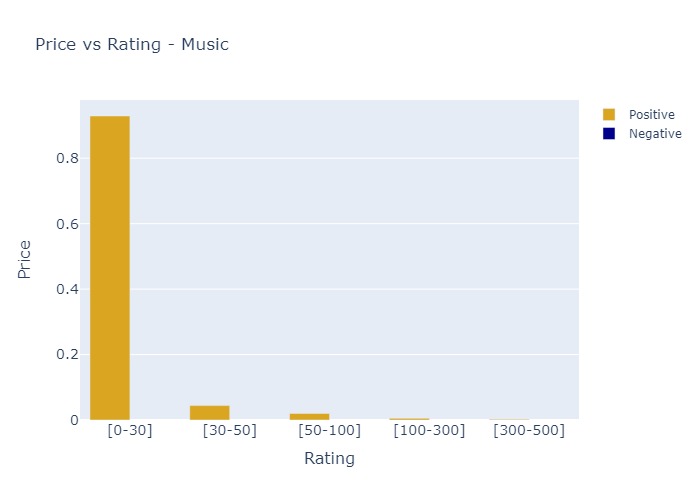 Price vs Rating - Music
Positive
Negative
0.8
0.6
0.4
0.2
0
Price
[0-30]
[30-50]
[50-100]
[100-300]
[300-500]
Rating